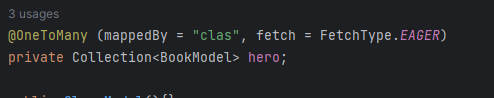 3 usages
@OneToMany (mappedBy = "clas", fetch = FetchType.EAGER)
private Collection<BookModel> hero;